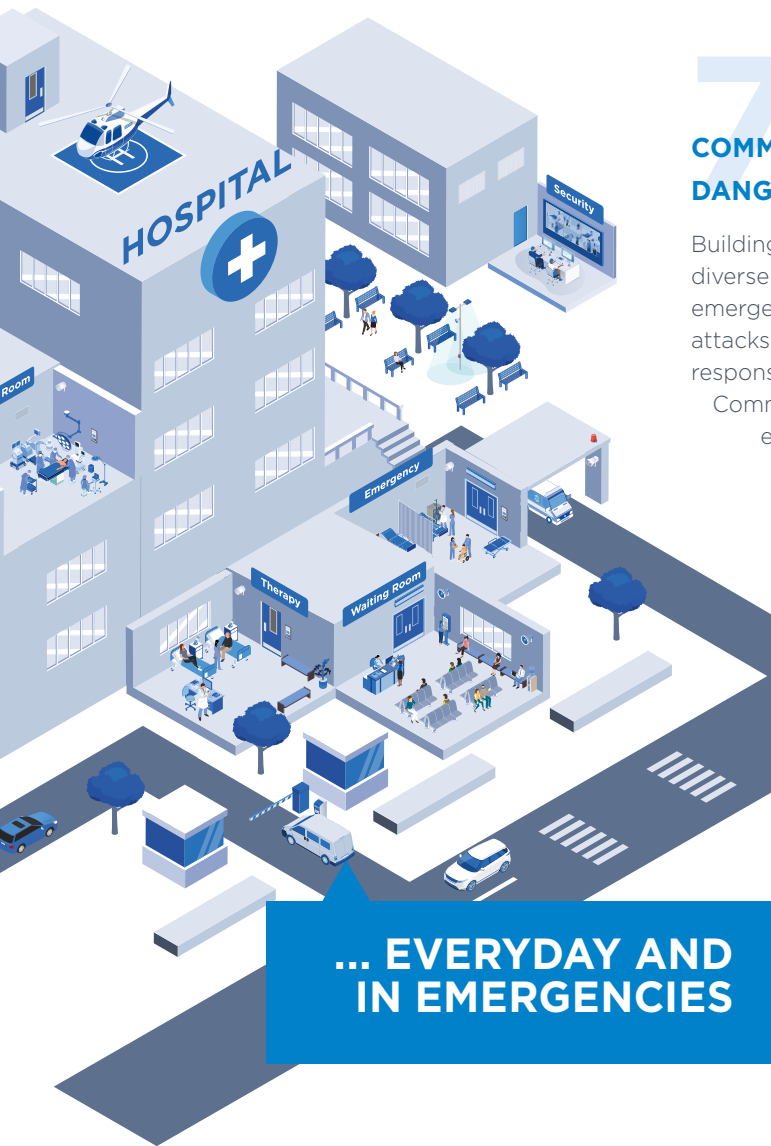 HOSPITAL
Security
7
COMM
DANG
Building
diverse
emerge
attacks
respons
Comm
e
Room
Emergency
Therapy
Waiting Room
... EVERYDAY AND
IN EMERGENCIES